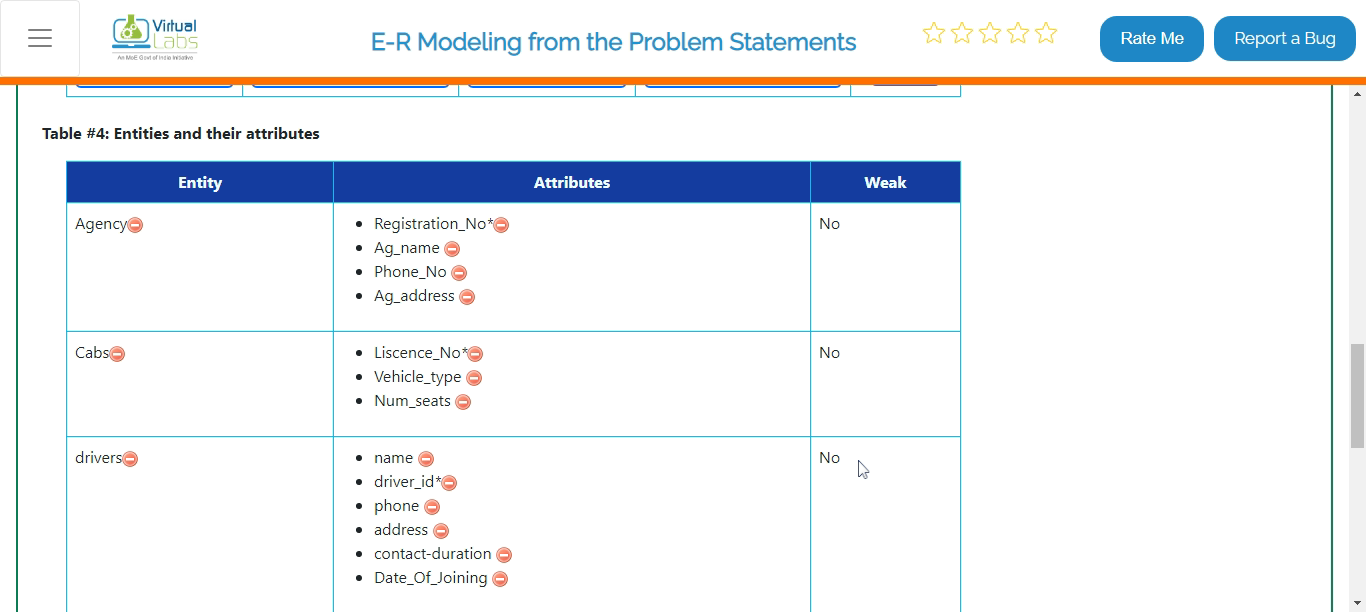 Virtual
Labs
An MoE Govt of India Initiative
E-R Modeling from the Problem Statements
Rate Me
Report a Bug
Table #4: Entities and their attributes
Entity Attributes Weak
Agency
Registration_No*
No
Ag_name
Phone_No
Ag_address
Cabs
Liscence_No*
No
Vehicle_type
Num_seats
drivers
name
No
driver_id*
phone
address
contact-duration
Date_Of_Joining